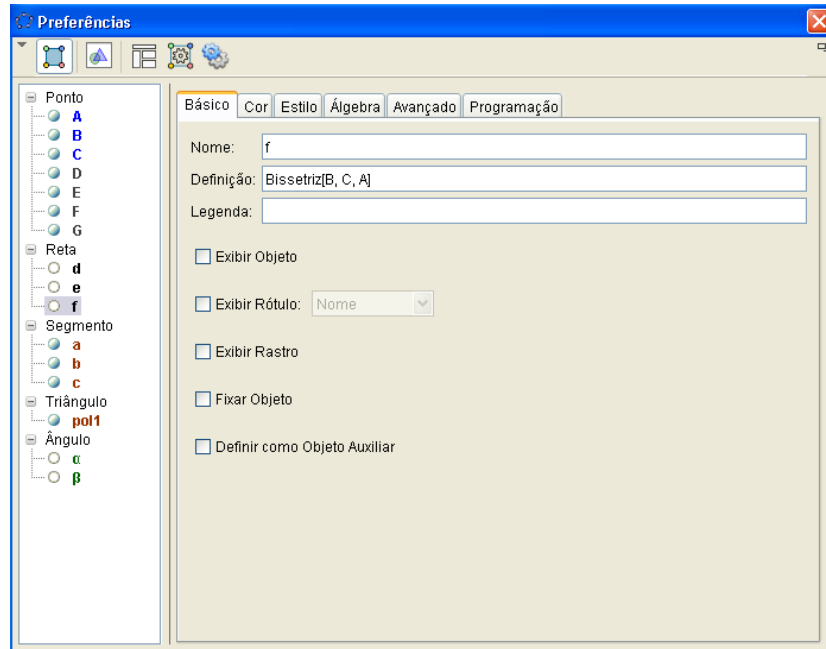 Preferências
Ponto
A
B
C
D
E
F
G
Reta
d
e
f
Segmento
a
b
c
Triângulo
pol1
Ângulo
α
β
Básico Cor Estilo Álgebra Avançado Programação
Nome: f
Definição: Bissetriz[B, C, A]
Legenda:
Exibir Objeto
Exibir Rótulo: Nome
Exibir Rastro
Fixar Objeto
Definir como Objeto Auxiliar